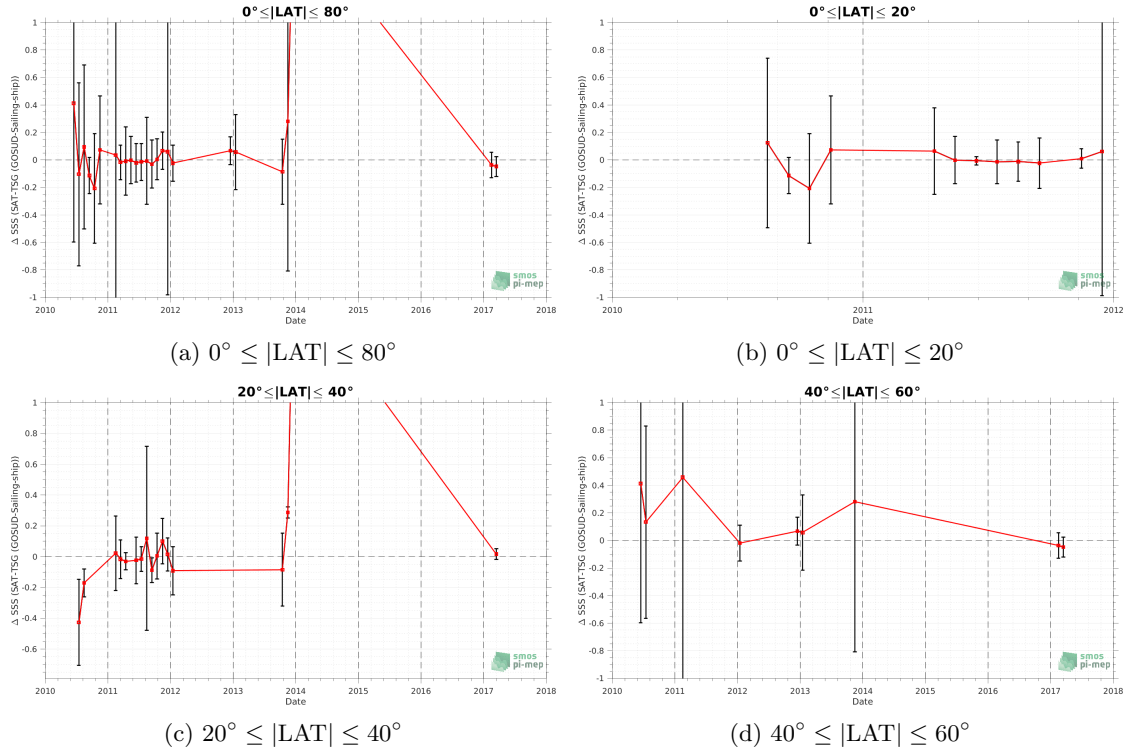 0°≤|LAT|≤ 80°
Δ SSS (SAT-TSG (GOSUD-Sailing-ship))
1
0.8
0.6
0.4
0.2
0
-0.2
-0.4
-0.6
-0.8
-1
2010 2011 2012 2013 2014 2015 2016 2017 2018
Date
smos
pi-mep
(a) 0° ≤ |LAT| ≤ 80°
0°≤|LAT|≤ 20°
Δ SSS (SAT-TSG (GOSUD-Sailing-ship))
1
0.8
0.6
0.4
0.2
0
-0.2
-0.4
-0.6
-0.8
-1
2010 2011 2012
Date
smos
pi-mep
(b) 0° ≤ |LAT| ≤ 20°
20°≤|LAT|≤ 40°
Δ SSS (SAT-TSG (GOSUD-Sailing-ship))
1
0.8
0.6
0.4
0.2
0
-0.2
-0.4
-0.6
2010 2011 2012 2013 2014 2015 2016 2017 2018
Date
smos
pi-mep
(c) 20° ≤ |LAT| ≤ 40°
40°≤|LAT|≤ 60°
Δ SSS (SAT-TSG (GOSUD-Sailing-ship))
1
0.8
0.6
0.4
0.2
0
-0.2
-0.4
-0.6
-0.8
-1
2010 2011 2012 2013 2014 2015 2016 2017 2018
Date
smos
pi-mep
(d) 40° ≤ |LAT| ≤ 60°